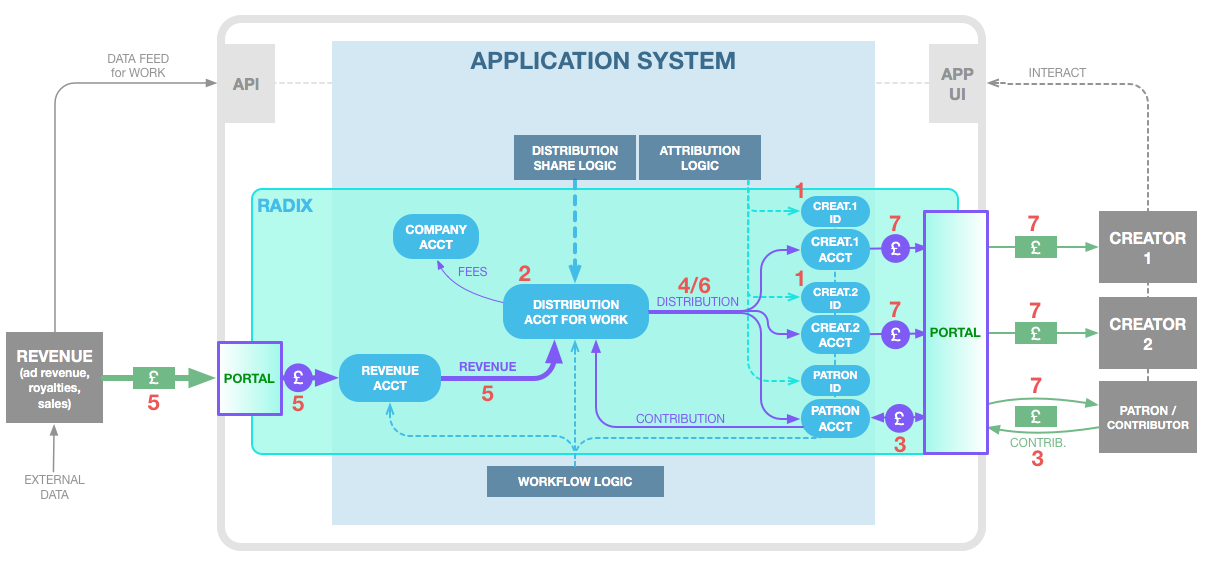 APPLICATION SYSTEM
DATA FEED
for WORK
API
APP
UI
INTERACT
DISTRIBUTION
SHARE LOGIC
ATTRIBUTION
LOGIC
RADIX
1
CREAT.1
ID
COMPANY
ACCT
CREAT.1
ACCT
7
£
7
£
CREATOR
1
FEES
2
DISTRIBUTION
ACCT FOR WORK
4/6
DISTRIBUTION
1
CREAT.2
ID
CREAT.2
ACCT
7
£
PORTAL
7
£
CREATOR
2
REVENUE
(ad revenue,
royalties,
sales)
£
5
PORTAL
£
5
REVENUE
ACCT
REVENUE
5
PATRON
ID
PATRON
ACCT
CONTRIBUTION
£
3
7
£
CONTRIB.
3
PATRON /
CONTRIBUTOR
EXTERNAL
DATA
WORKFLOW LOGIC